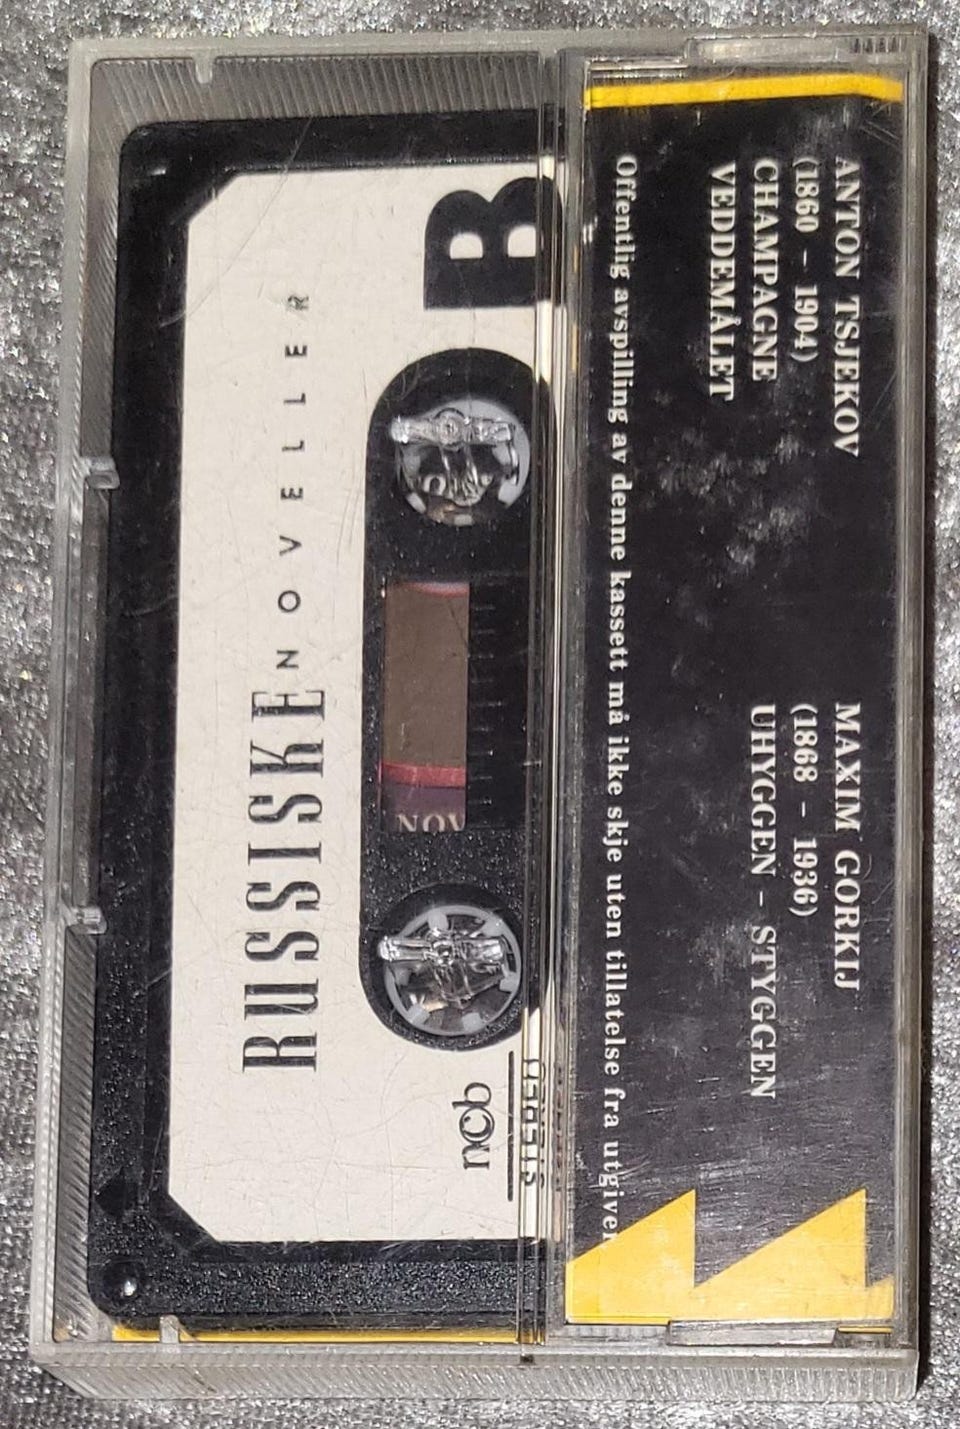 ANTON TSJEKOV
(1860 – 1904)
CHAMPAGNE
VEDDEMÅLET
MAXIM GORKIJ
(1868 – 1936)
UHYGGEN – STYGGEN
Offentlig avspilling av denne kassett må ikke skje uten tillatelse fra utgiver
B
NOV
ncb
RUSSISKE
NOVELLER